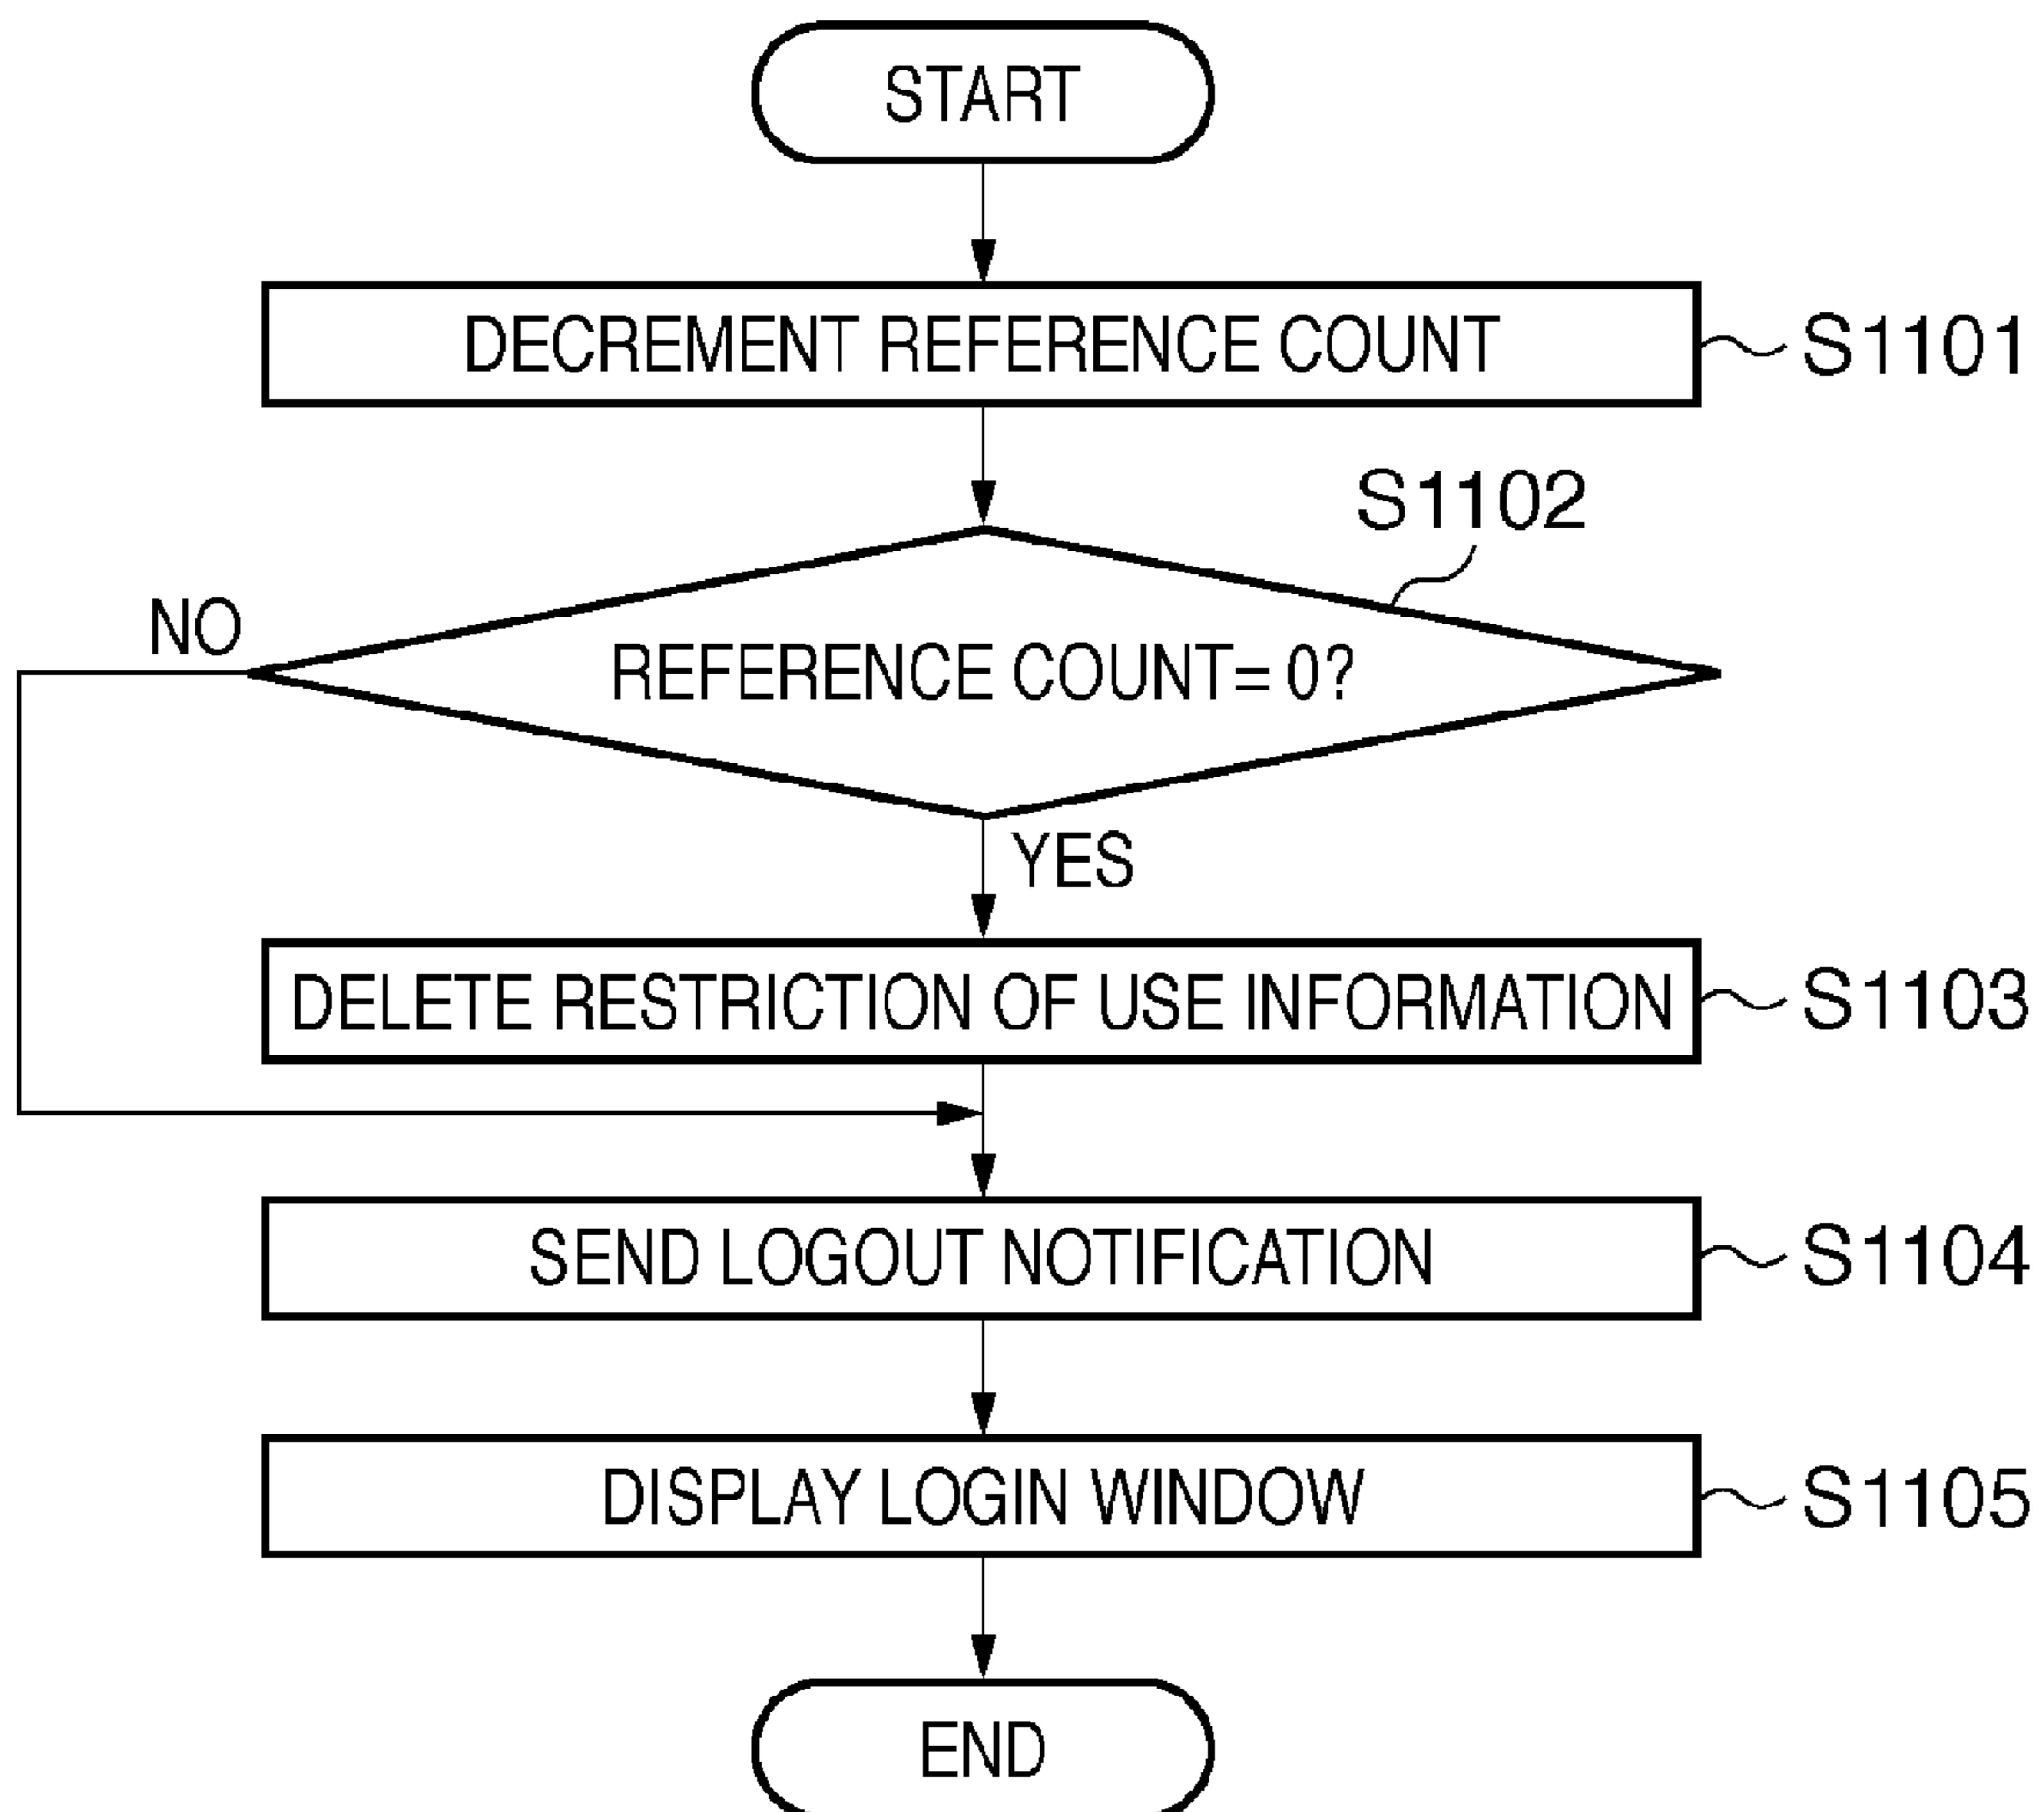 START
DECREMENT REFERENCE COUNT
S1101
S1102
NO
REFERENCE COUNT= 0?
YES
DELETE RESTRICTION OF USE INFORMATION
S1103
SEND LOGOUT NOTIFICATION
S1104
DISPLAY LOGIN WINDOW
S1105
END